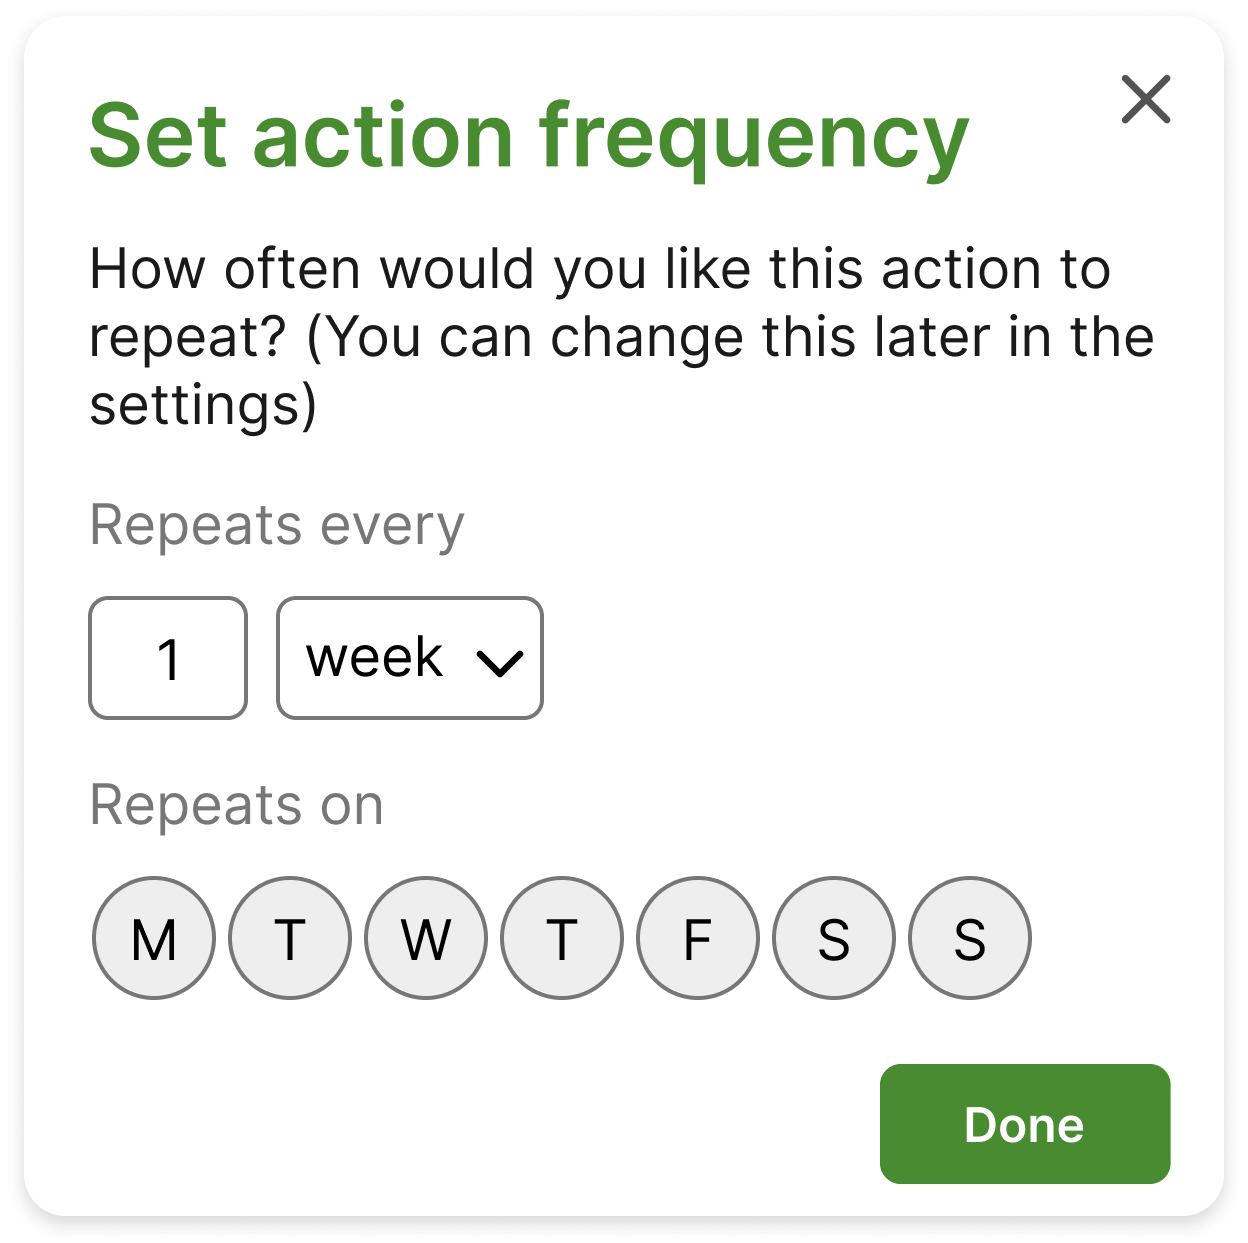 Set action frequency
How often would you like this action to
repeat? (You can change this later in the
settings)
Repeats every
1 week
Repeats on
M T W T F S S
Done